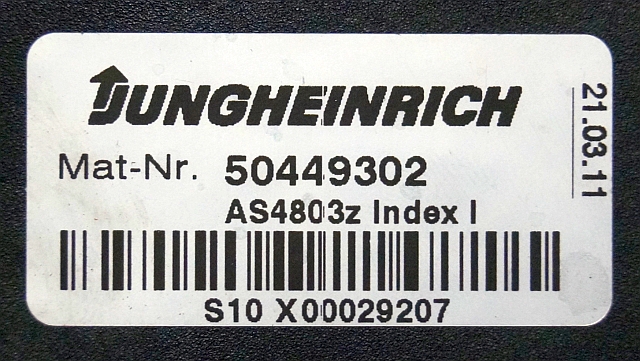 JUNGHEINRICH
Mat-Nr. 50449302
AS4803z Index I
S10 X00029207
21.03.11